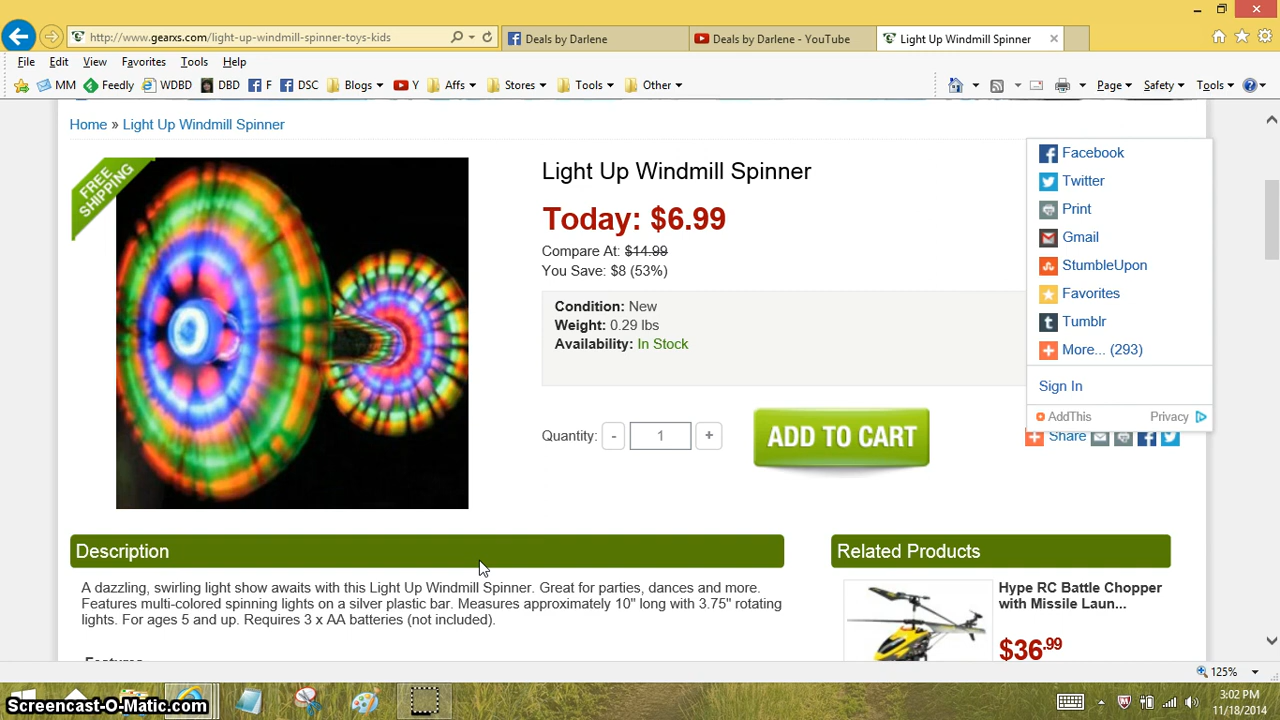 http://www.gearxs.com/light-up-windmill-spinner-toys-kids
Deals by Darlene
Deals by Darlene - YouTube
Light Up Windmill Spinner
File Edit View Favorites Tools Help
MM Feedly WDBD DBD F DSC Blogs Y Affs Stores Tools Other
Page Safety Tools
Home » Light Up Windmill Spinner
FREE
SHIPPING
Light Up Windmill Spinner
Today: $6.99
Compare At: $14.99
You Save: $8 (53%)
Condition: New
Weight: 0.29 lbs
Availability: In Stock
Quantity: - 1 +
ADD TO CART
Facebook
Twitter
Print
Gmail
StumbleUpon
Favorites
Tumblr
More... (293)
Sign In
AddThis Privacy
Share
Description
A dazzling, swirling light show awaits with this Light Up Windmill Spinner. Great for parties, dances and more.
Features multi-colored spinning lights on a silver plastic bar. Measures approximately 10" long with 3.75" rotating
lights. For ages 5 and up. Requires 3 x AA batteries (not included).
Features
Related Products
Hype RC Battle Chopper
with Missile Laun...
$36.99
125%
Screencast-O-Matic.com
3:02 PM
11/18/2014